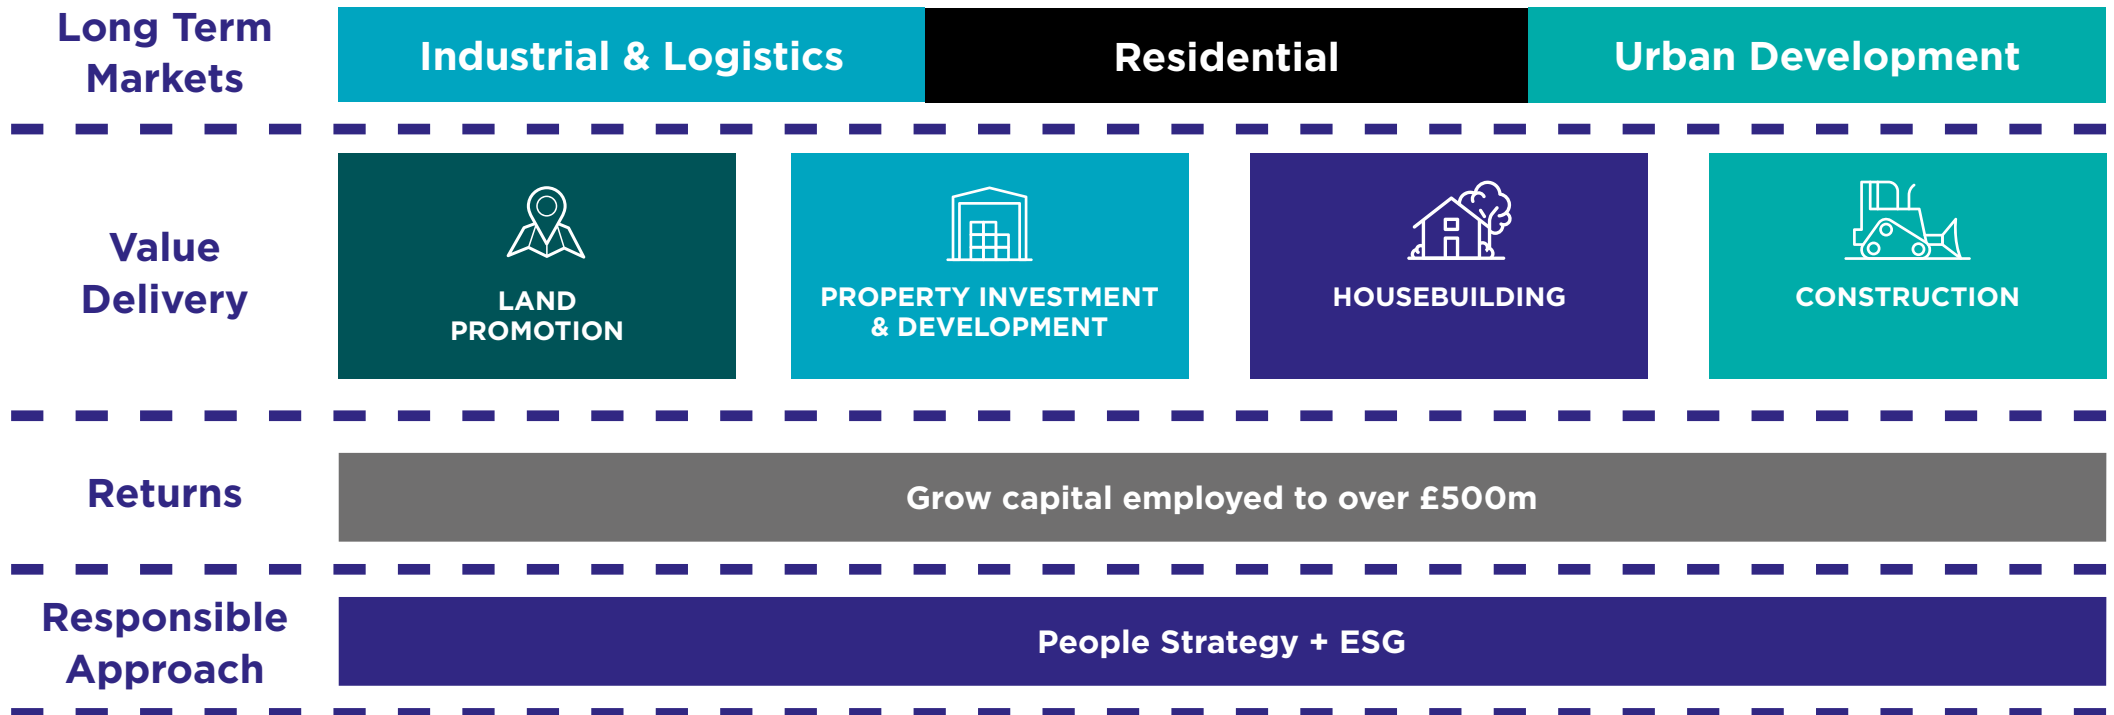 Long Term
Markets
Industrial & Logistics
Residential
Urban Development
Value
Delivery
LAND
PROMOTION
PROPERTY INVESTMENT
& DEVELOPMENT
HOUSEBUILDING
CONSTRUCTION
Returns
Grow capital employed to over £500m
Responsible
Approach
People Strategy + ESG